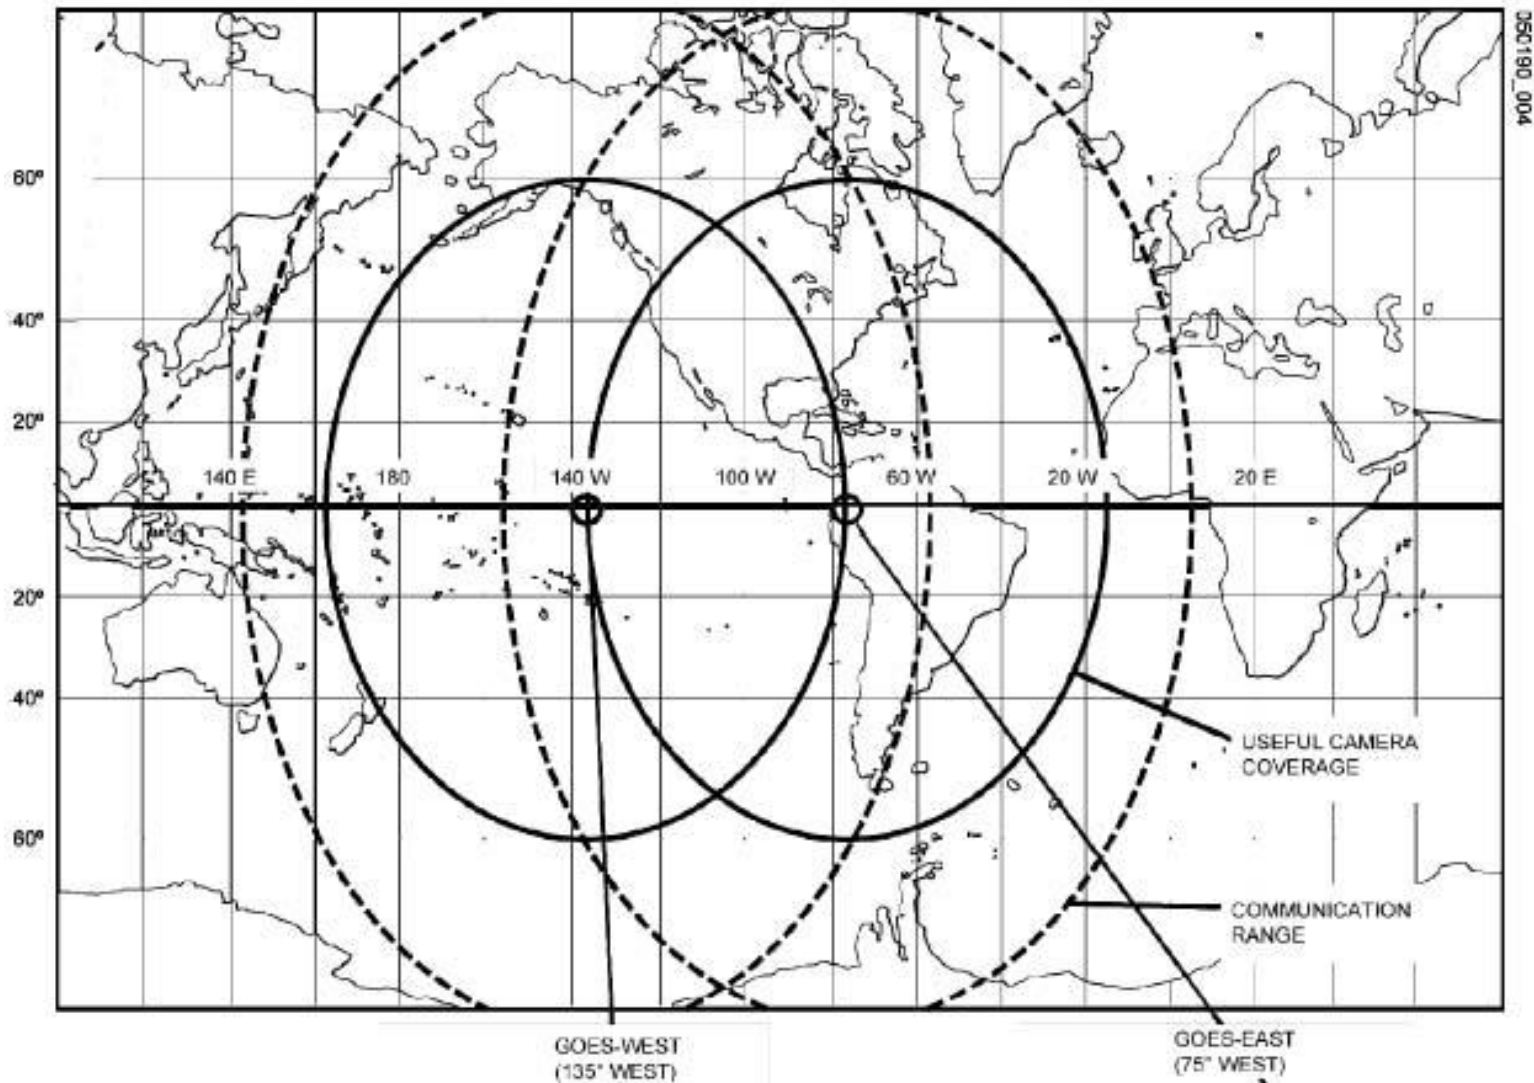 050190_004
60°
40°
20°
140 E 180 140 W 100 W 60 W 20 W 20 E
20°
40°
60°
USEFUL CAMERA
COVERAGE
COMMUNICATION
RANGE
GOES-WEST
(135° WEST)
GOES-EAST
(75° WEST)